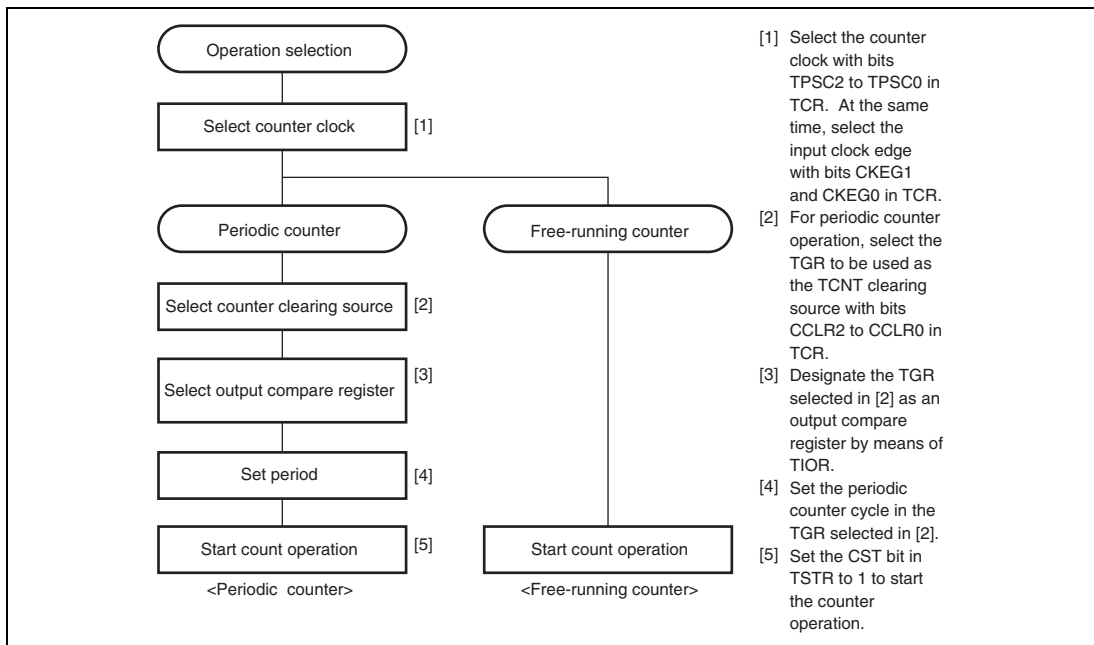 Operation selection
Select counter clock
[1]
Periodic counter
Free-running counter
Select counter clearing source
[2]
Select output compare register
[3]
Set period
[4]
Start count operation
[5]
Start count operation
<Periodic counter>
<Free-running counter>
[1] Select the counter
clock with bits
TPSC2 to TPSC0 in
TCR. At the same
time, select the
input clock edge
with bits CKEG1
and CKEG0 in TCR.
[2] For periodic counter
operation, select the
TGR to be used as
the TCNT clearing
source with bits
CCLR2 to CCLR0 in
TCR.
[3] Designate the TGR
selected in [2] as an
output compare
register by means of
TIOR.
[4] Set the periodic
counter cycle in the
TGR selected in [2].
[5] Set the CST bit in
TSTR to 1 to start
the counter
operation.